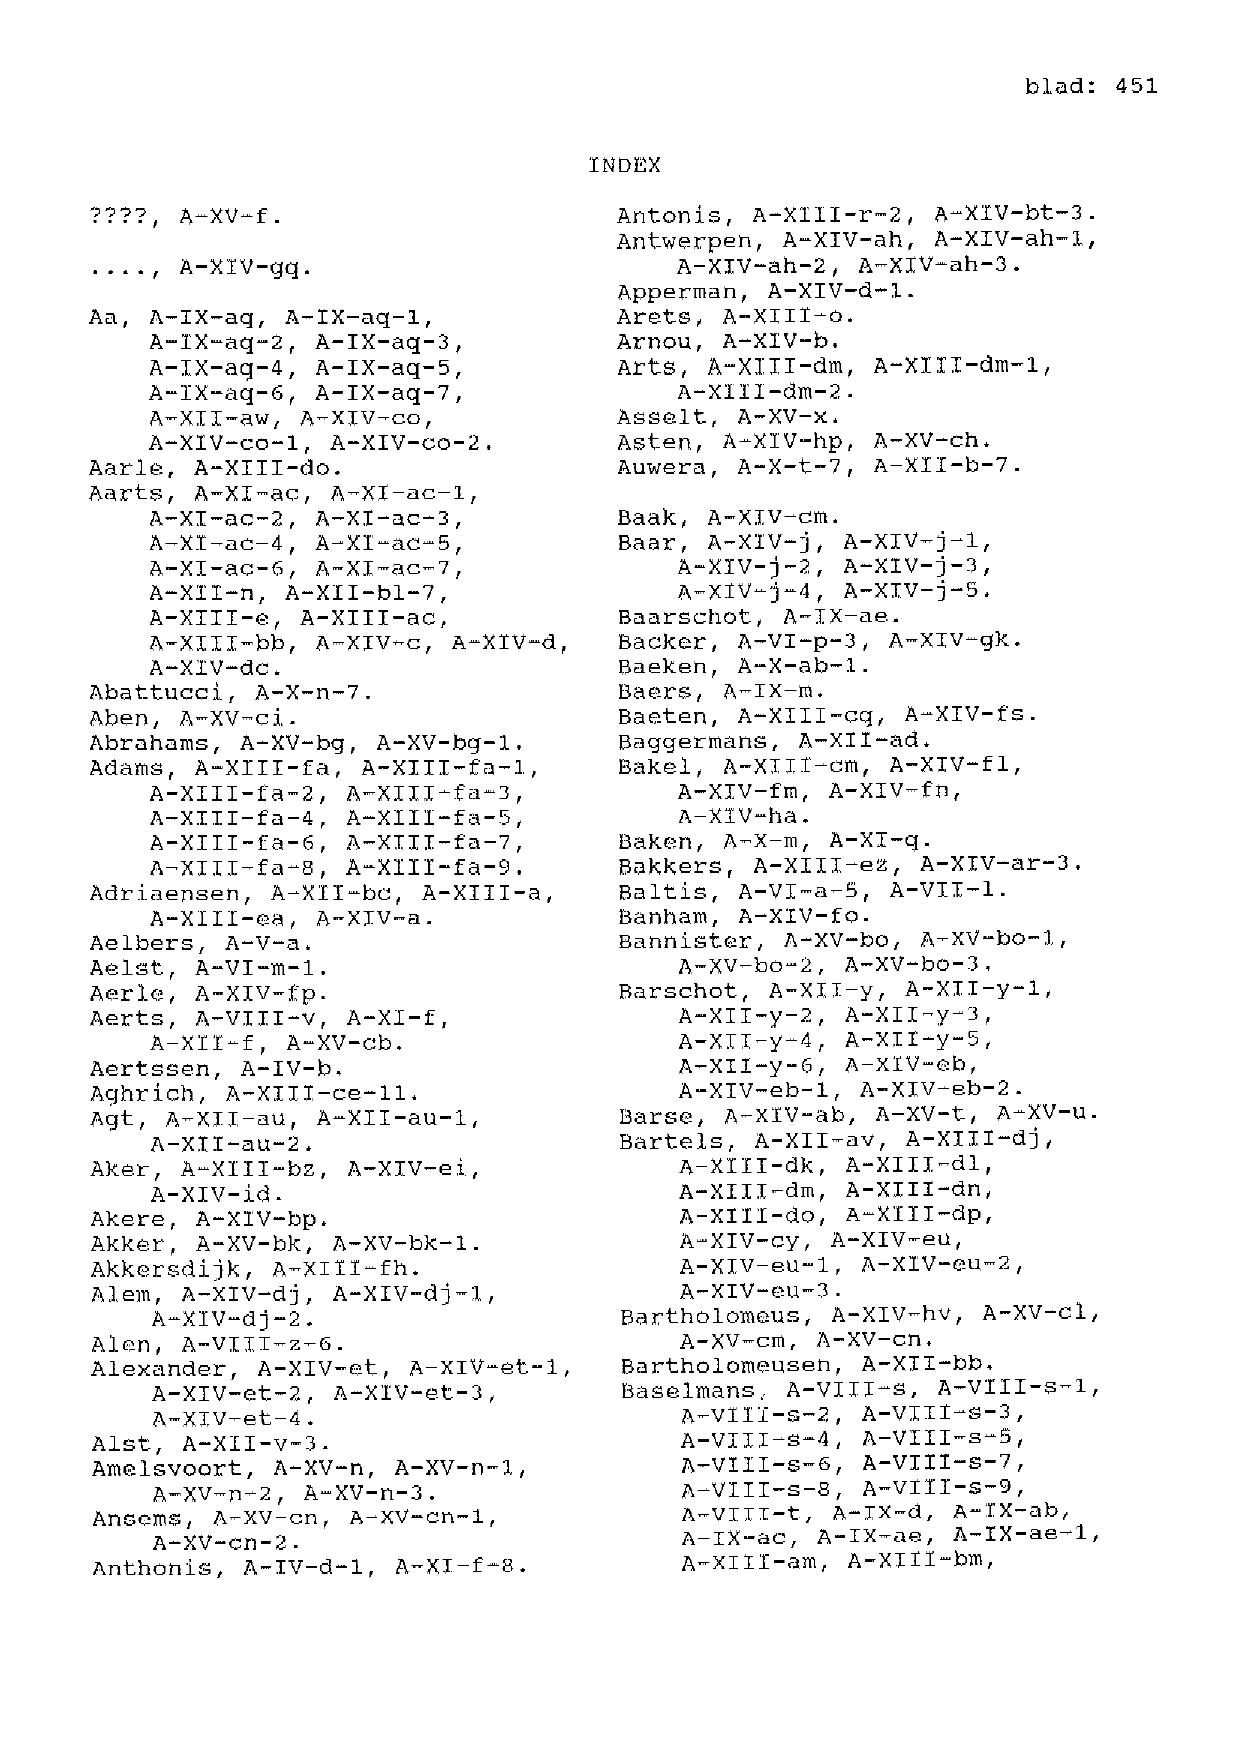 blad: 451
INDEX
????, A-XV-f.
...., A-XIV-gq.
Aa, A-IX-aq, A-IX-aq-1,
A-IX-aq-2, A-IX-aq-3,
A-IX-aq-4, A-IX-aq-5,
A-IX-aq-6, A-IX-aq-7,
A-XII-aw, A-XIV-co,
A-XIV-co-1, A-XIV-co-2.
Aarle, A-XIII-do.
Aarts, A-XI-ac, A-XI-ac-1,
A-XI-ac-2, A-XI-ac-3,
A-XI-ac-4, A-XI-ac-5,
A-XI-ac-6, A-XI-ac-7,
A-XII-n, A-XII-bl-7,
A-XIII-e, A-XIII-ac,
A-XIII-bb, A-XIV-c, A-XIV-d,
A-XIV-dc.
Abattucci, A-X-n-7.
Aben, A-XV-ci.
Abrahams, A-XV-bg, A-XV-bg-1.
Adams, A-XIII-fa, A-XIII-fa-1,
A-XIII-fa-2, A-XIII-fa-3,
A-XIII-fa-4, A-XIII-fa-5,
A-XIII-fa-6, A-XIII-fa-7,
A-XIII-fa-8, A-XIII-fa-9.
Adriaensen, A-XII-bc, A-XIII-a,
A-XIII-ea, A-XIV-a.
Aelbers, A-V-a.
Aelst, A-VI-m-1.
Aerle, A-XIV-fp.
Aerts, A-VIII-v, A-XI-f,
A-XII-f, A-XV-cb.
Aertssen, A-IV-b.
Aghrich, A-XIII-ce-11.
Agt, A-XII-au, A-XII-au-1,
A-XII-au-2.
Aker, A-XIII-bz, A-XIV-ei,
A-XIV-id.
Akere, A-XIV-bp.
Akker, A-XV-bk, A-XV-bk-1.
Akkersdijk, A-XIII-fh.
Alem, A-XIV-dj, A-XIV-dj-1,
A-XIV-dj-2.
Alen, A-VIII-z-6.
Alexander, A-XIV-et, A-XIV-et-1,
A-XIV-et-2, A-XIV-et-3,
A-XIV-et-4.
Alst, A-XII-v-3.
Amelsvoort, A-XV-n, A-XV-n-1,
A-XV-n-2, A-XV-n-3.
Ansems, A-XV-cn, A-XV-cn-1,
A-XV-cn-2.
Anthonis, A-IV-d-1, A-XI-f-8.
Antonis, A-XIII-r-2, A-XIV-bt-3.
Antwerpen, A-XIV-ah, A-XIV-ah-1,
A-XIV-ah-2, A-XIV-ah-3.
Apperman, A-XIV-d-1.
Arets, A-XIII-o.
Arnou, A-XIV-b.
Arts, A-XIII-dm, A-XIII-dm-1,
A-XIII-dm-2.
Asselt, A-XV-x.
Asten, A-XIV-hp, A-XV-ch.
Auwera, A-X-t-7, A-XII-b-7.
Baak, A-XIV-cm.
Baar, A-XIV-j, A-XIV-j-1,
A-XIV-j-2, A-XIV-j-3,
A-XIV-j-4, A-XIV-j-5.
Baarschot, A-IX-ae.
Backer, A-VI-p-3, A-XIV-gk.
Baeken, A-X-ab-1.
Baers, A-IX-m.
Baeten, A-XIII-cq, A-XIV-fs.
Baggermans, A-XII-ad.
Bakel, A-XIII-cm, A-XIV-fl,
A-XIV-fm, A-XIV-fn,
A-XIV-ha.
Baken, A-X-m, A-XI-q.
Bakkers, A-XIII-ez, A-XIV-ar-3.
Baltis, A-VI-a-5, A-VII-l.
Banham, A-XIV-fo.
Bannister, A-XV-bo, A-XV-bo-1,
A-XV-bo-2, A-XV-bo-3.
Barschot, A-XII-y, A-XII-y-1,
A-XII-y-2, A-XII-y-3,
A-XII-y-4, A-XII-y-5,
A-XII-y-6, A-XIV-eb,
A-XIV-eb-1, A-XIV-eb-2.
Barse, A-XIV-ab, A-XV-t, A-XV-u.
Bartels, A-XII-av, A-XIII-dj,
A-XIII-dk, A-XIII-dl,
A-XIII-dm, A-XIII-dn,
A-XIII-do, A-XIII-dp,
A-XIV-cy, A-XIV-eu,
A-XIV-eu-1, A-XIV-eu-2,
A-XIV-eu-3.
Bartholomeus, A-XIV-hv, A-XV-cl,
A-XV-cm, A-XV-cn.
Bartholomeusen, A-XII-bb.
Baselmans, A-VIII-s, A-VIII-s-1,
A-VIII-s-2, A-VIII-s-3,
A-VIII-s-4, A-VIII-s-5,
A-VIII-s-6, A-VIII-s-7,
A-VIII-s-8, A-VIII-s-9,
A-VIII-t, A-IX-d, A-IX-ab,
A-IX-ac, A-IX-ae, A-IX-ae-1,
A-XIII-am, A-XIII-bm,